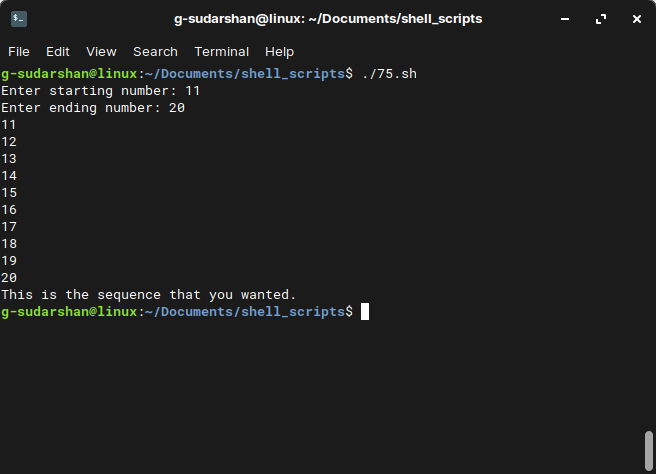 g-sudarshan@linux: ~/Documents/shell_scripts
File Edit View Search Terminal Help
g-sudarshan@linux:~/Documents/shell_scripts$ ./75.sh
Enter starting number: 11
Enter ending number: 20
11
12
13
14
15
16
17
18
19
20
This is the sequence that you wanted.
g-sudarshan@linux:~/Documents/shell_scripts$